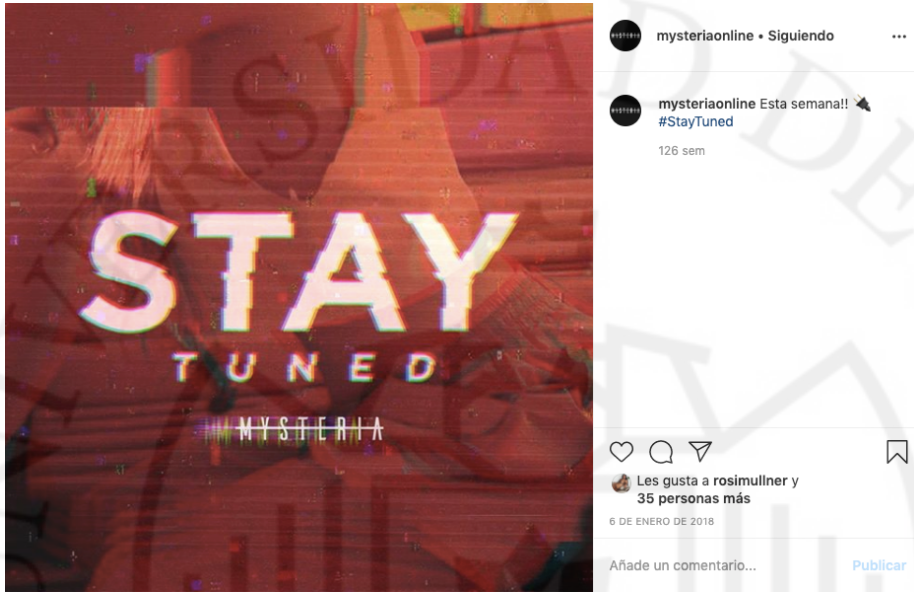 STAY
TUNED
MYSTERIA
mysteriaonline • Siguiendo
mysteriaonline Esta semana!! 🔌
#StayTuned
126 sem
Les gusta a rosimullner y
35 personas más
6 DE ENERO DE 2018
Añade un comentario...
Publicar